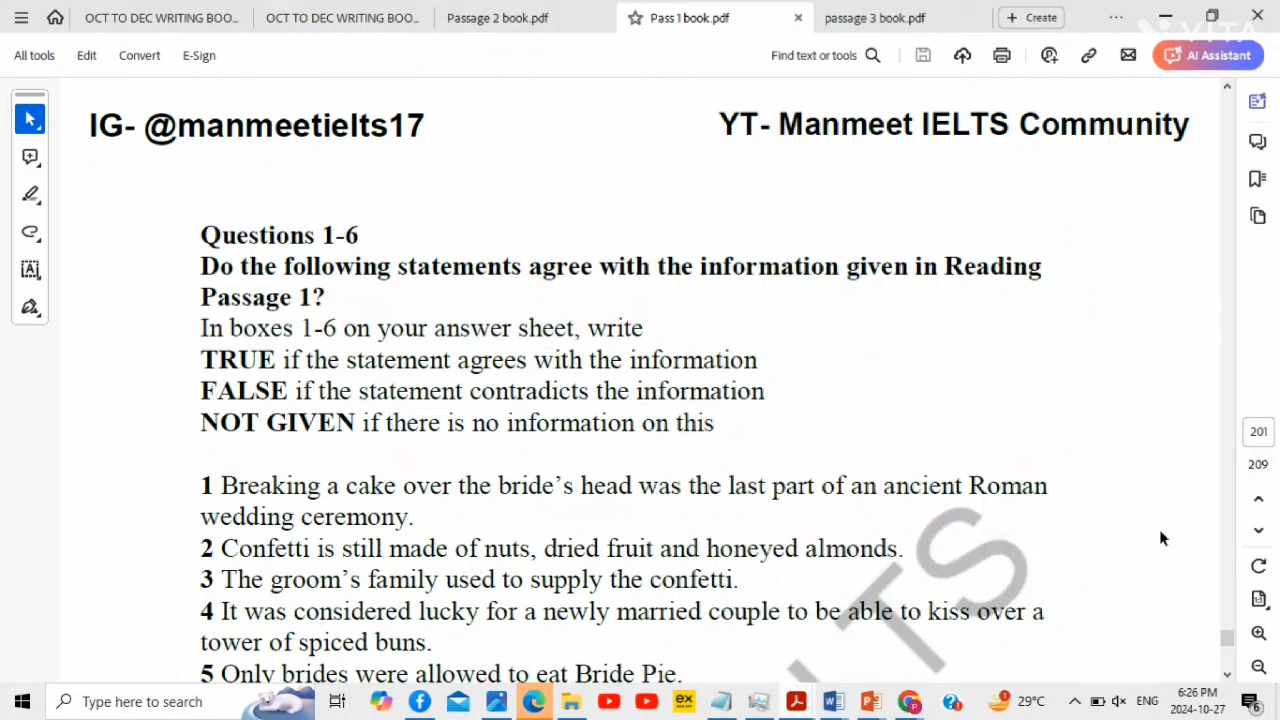 OCT TO DEC WRITING BOO...
OCT TO DEC WRITING BOO...
Passage 2 book.pdf
Pass 1 book.pdf
passage 3 book.pdf
Create
All tools
Edit
Convert
E-Sign
Find text or tools
AI Assistant
IG- @manmeetielts17
YT- Manmeet IELTS Community
Questions 1-6
Do the following statements agree with the information given in Reading
Passage 1?
In boxes 1-6 on your answer sheet, write
TRUE if the statement agrees with the information
FALSE if the statement contradicts the information
NOT GIVEN if there is no information on this
1 Breaking a cake over the bride's head was the last part of an ancient Roman
wedding ceremony.
2 Confetti is still made of nuts, dried fruit and honeyed almonds.
3 The groom's family used to supply the confetti.
4 It was considered lucky for a newly married couple to be able to kiss over a
tower of spiced buns.
5 Only brides were allowed to eat Bride Pie.
201
209
Type here to search
29°C
ENG
6:26 PM
2024-10-27